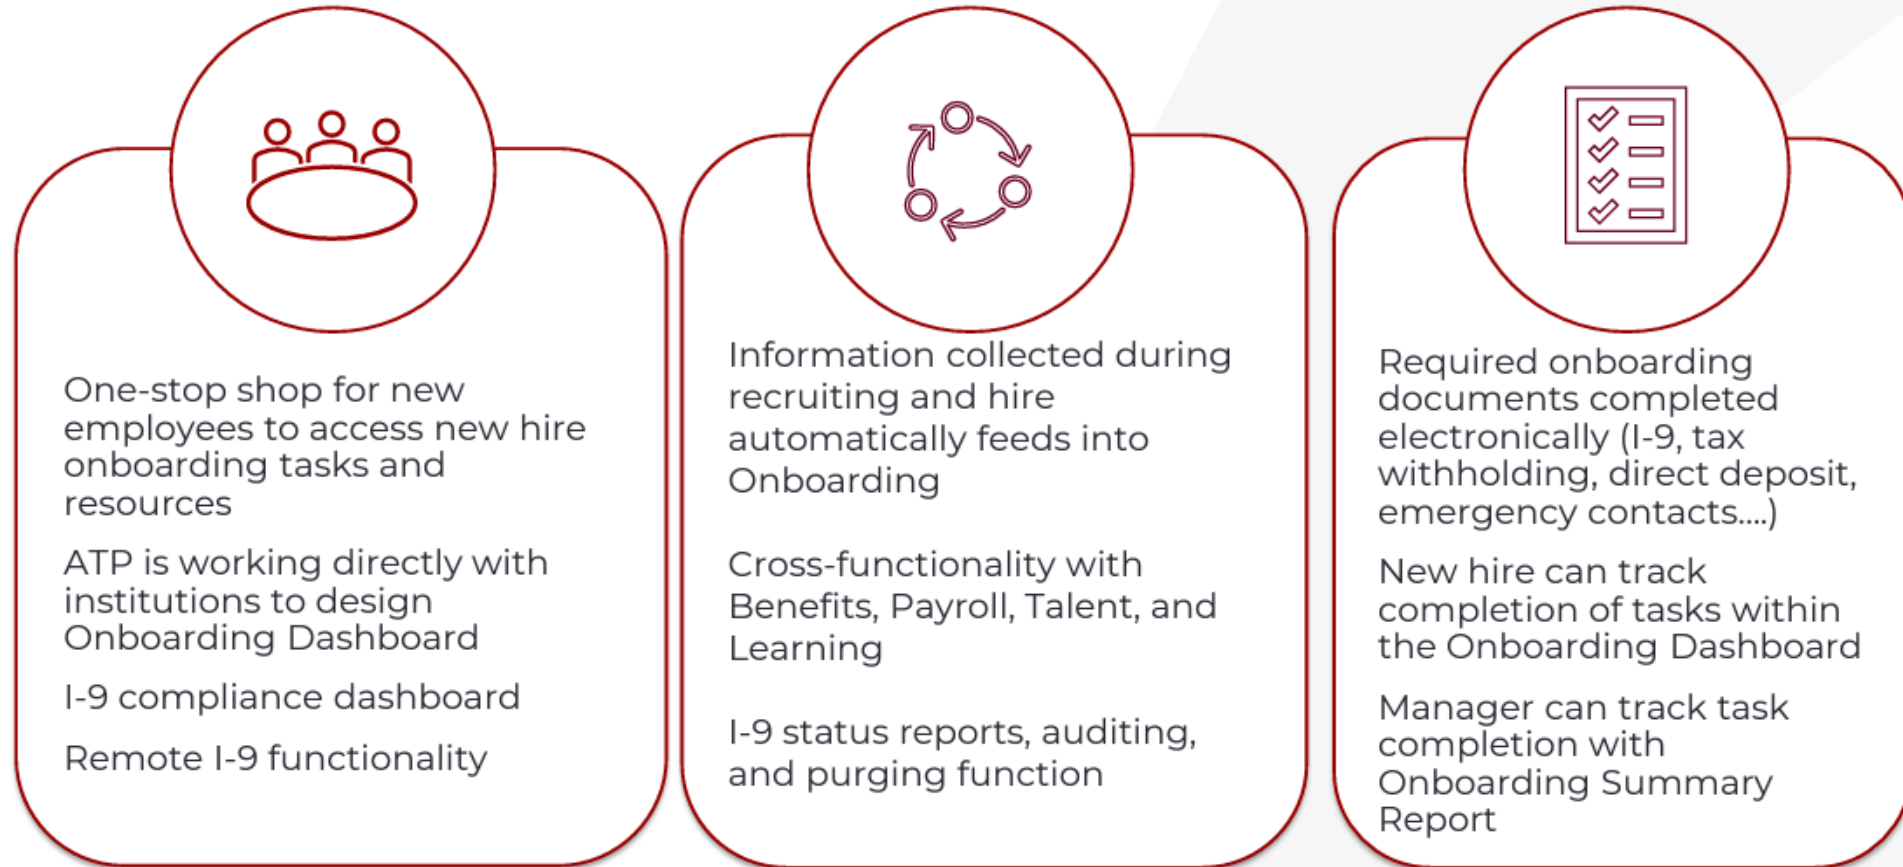 One-stop shop for new
employees to access new hire
onboarding tasks and
resources
ATP is working directly with
institutions to design
Onboarding Dashboard
I-9 compliance dashboard
Remote I-9 functionality
Information collected during
recruiting and hire
automatically feeds into
Onboarding
Cross-functionality with
Benefits, Payroll, Talent, and
Learning
I-9 status reports, auditing,
and purging function
Required onboarding
documents completed
electronically (I-9, tax
withholding, direct deposit,
emergency contacts....)
New hire can track
completion of tasks within
the Onboarding Dashboard
Manager can track task
completion with
Onboarding Summary
Report